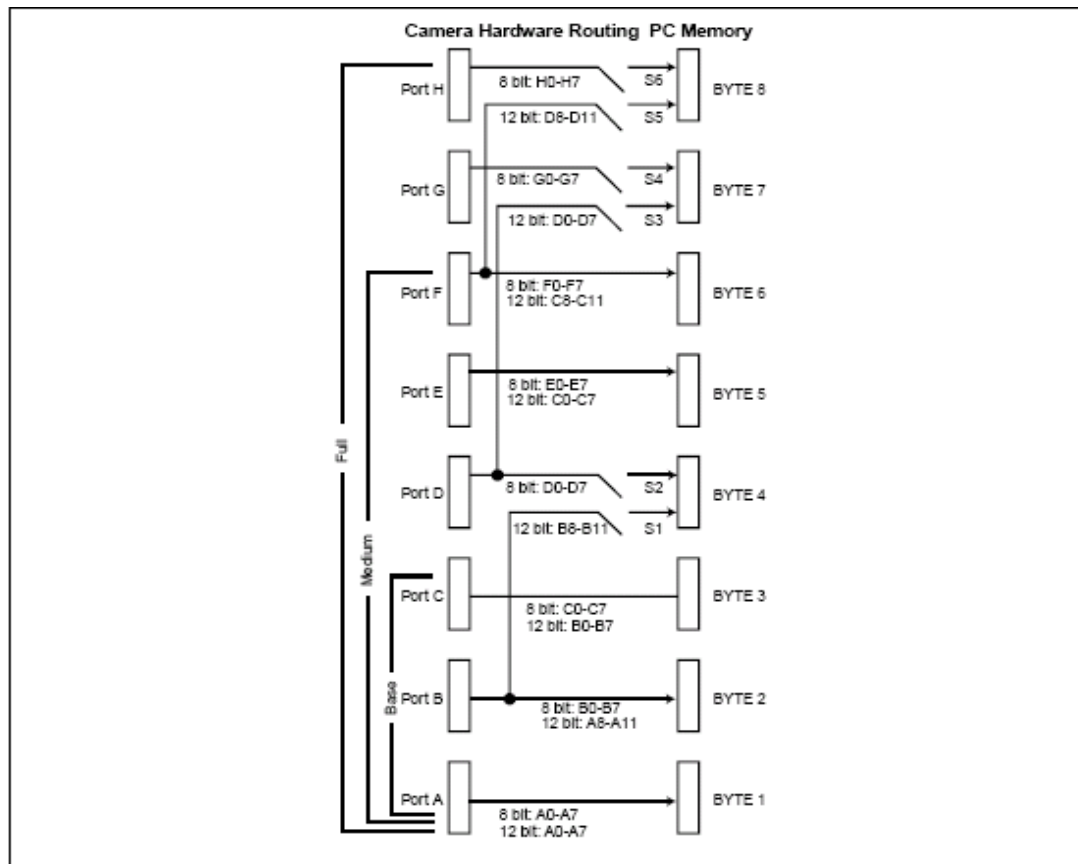 Camera Hardware Routing PC Memory
Port H
8 bit: H0-H7
S6
BYTE 8
12 bit: D8-D11
S5
Port G
8 bit: G0-G7
S4
BYTE 7
12 bit: D0-D7
S3
Port F
8 bit: F0-F7
12 bit: C8-C11
BYTE 6
Port E
8 bit: E0-E7
12 bit: C0-C7
BYTE 5
Full
Port D
8 bit: D0-D7
S2
BYTE 4
12 bit: B8-B11
S1
Medium
Port C
8 bit: C0-C7
12 bit: B0-B7
BYTE 3
Base
Port B
8 bit: B0-B7
12 bit: A8-A11
BYTE 2
Port A
8 bit: A0-A7
12 bit: A0-A7
BYTE 1